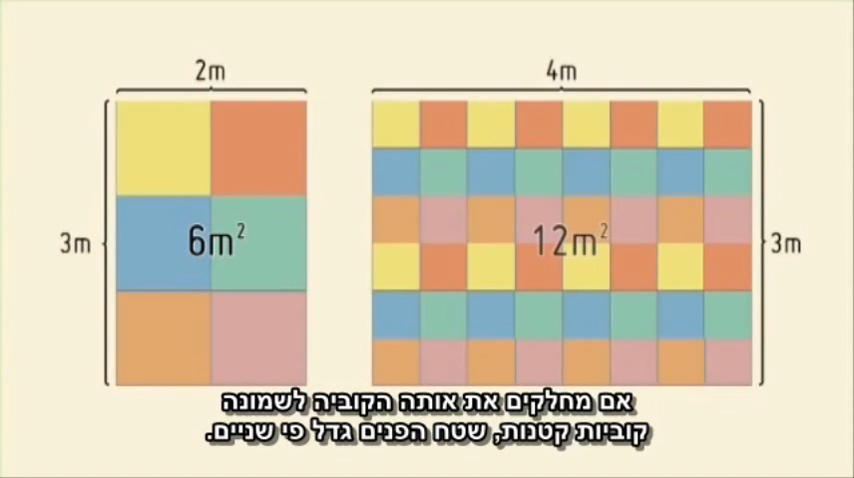 2m
4m
3m
6m²
12m²
3m
אם מחלקים את אותה הקוביה לשמונה
קוביות קטנות, שטח הפנים גדל פי שניים.